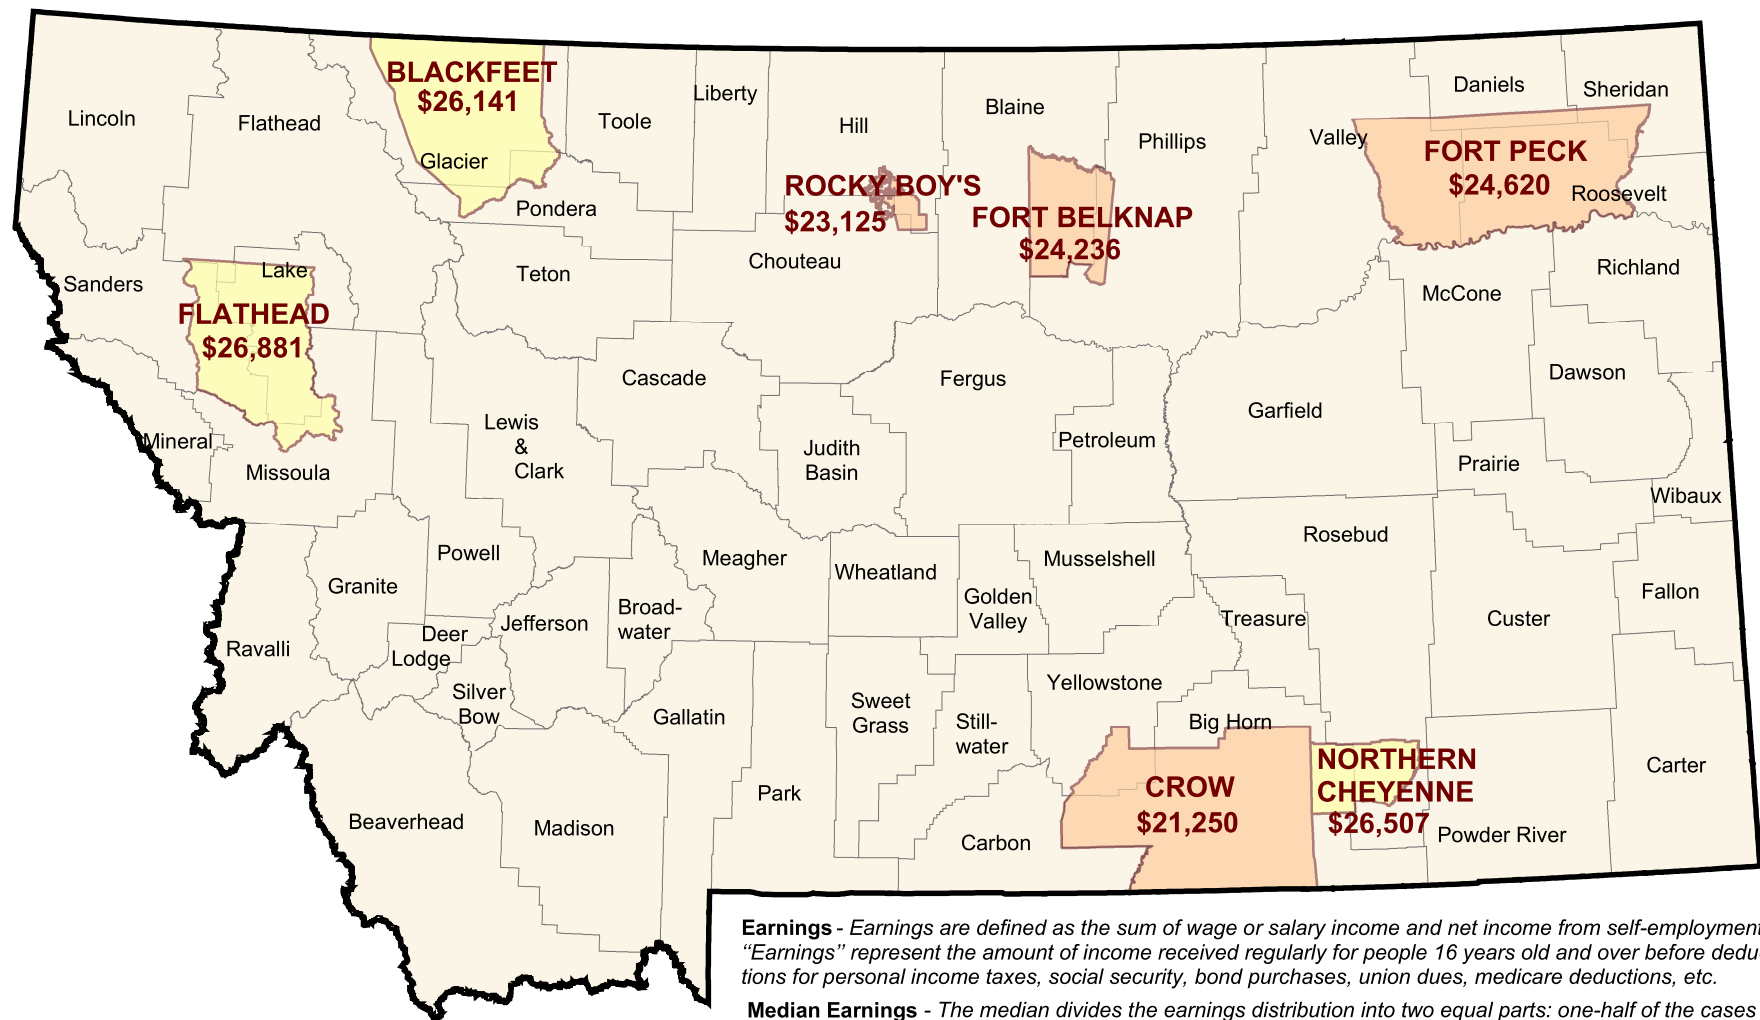 BLACKFEET
$26,141
Lincoln
Flathead
Glacier
Toole
Liberty
Hill
Blaine
Phillips
Valley
Daniels
Sheridan
FORT PECK
$24,620
Roosevelt
Pondera
ROCKY BOY'S
$23,125
FORT BELKNAP
$24,236
Sanders
Lake
FLATHEAD
$26,881
Teton
Chouteau
McCone
Richland
Cascade
Fergus
Dawson
Garfield
Mineral
Missoula
Lewis
&
Clark
Judith
Basin
Petroleum
Prairie
Wibaux
Powell
Granite
Meagher
Wheatland
Musselshell
Rosebud
Golden
Valley
Treasure
Custer
Fallon
Ravalli
Deer
Lodge
Jefferson
Broad-
water
Silver
Bow
Gallatin
Sweet
Grass
Still-
water
Yellowstone
Big Horn
CROW
$21,250
NORTHERN
CHEYENNE
$26,507
Powder River
Carter
Beaverhead
Madison
Park
Carbon
Earnings - Earnings are defined as the sum of wage or salary income and net income from self-employment
‘‘Earnings’’ represent the amount of income received regularly for people 16 years old and over before dedu
tions for personal income taxes, social security, bond purchases, union dues, medicare deductions, etc.
Median Earnings - The median divides the earnings distribution into two equal parts: one-half of the cases